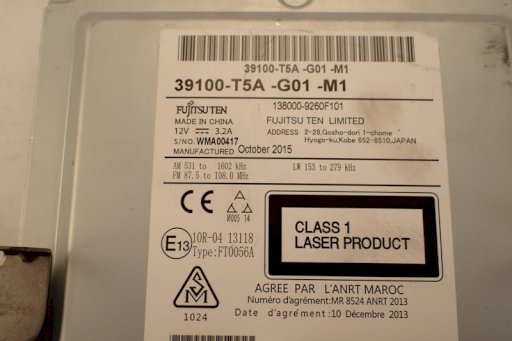 39100-T5A -G01 -M1
39100-T5A -G01 -M1
FUJITSU TEN
138000-9260F101
MADE IN CHINA
FUJITSU TEN LIMITED
12V 3.2A
ADDRESS 2-28,Gosho-dori 1-chome
Hyogo-ku,Kobe 652-8510,JAPAN
S/NO. WMA00417
MANUFACTURED October 2015
AM 531 to 1602 kHz
LW 153 to 279 kHz
FM 87.5 to 108.0 MHz
CE
N005 14
CLASS 1
LASER PRODUCT
E13
10R-04 13118
Type:FT0056A
1024
AGREE PAR L'ANRT MAROC
Numéro d'agrément:MR 8524 ANRT 2013
Date d'agrément:10 Décembre 2013